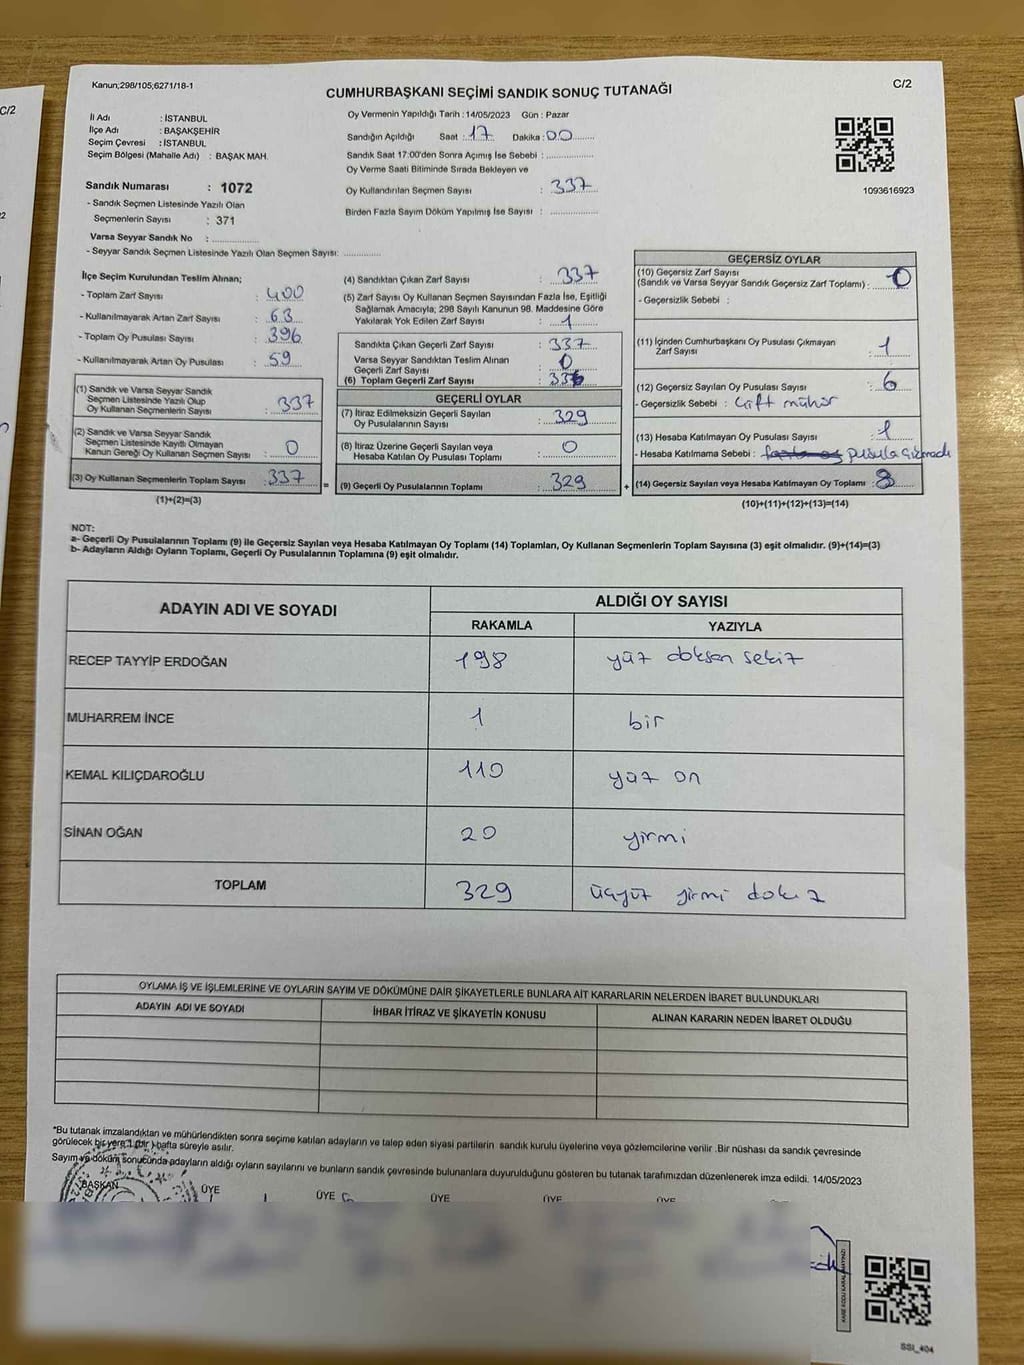 C/2
Kanun;298/105;6271/18-1
C/2
CUMHURBAŞKANI SEÇİMİ SANDIK SONUÇ TUTANAĞI
İl Adı : İSTANBUL
İlçe Adı : BAŞAKŞEHİR
Seçim Çevresi : İSTANBUL
Seçim Bölgesi (Mahalle Adı) : BAŞAK MAH.
Oy Vermenin Yapıldığı Tarih : 14/05/2023 Gün : Pazar
Sandığın Açıldığı Saat : 17 Dakika : 00
Sandık Saat 17:00'den Sonra Açımış İse Sebebi :
Oy Verme Saati Bitiminde Sırada Bekleyen ve
Oy Kullandırılan Seçmen Sayısı : 337
Birden Fazla Sayım Döküm Yapılmış İse Sayısı :
1093616923
Sandık Numarası : 1072
- Sandık Seçmen Listesinde Yazılı Olan
Seçmenlerin Sayısı : 371
Varsa Seyyar Sandık No :
- Seyyar Sandık Seçmen Listesinde Yazılı Olan Seçmen Sayısı:
İlçe Seçim Kurulundan Teslim Alınan;
- Toplam Zarf Sayısı : 400
- Kullanılmayarak Artan Zarf Sayısı : 63
- Toplam Oy Pusulası Sayısı : 396
- Kullanılmayarak Artan Oy Pusulası : 59
(1) Sandık ve Varsa Seyyar Sandık
Seçmen Listesinde Yazılı Olup
Oy Kullanan Seçmenlerin Sayısı : 337
(2) Sandık ve Varsa Seyyar Sandık
Seçmen Listesinde Kayıtlı Olmayan
Kanun Gereği Oy Kullanan Seçmen Sayısı : 0
(3) Oy Kullanan Seçmenlerin Toplam Sayısı : 337
(1)+(2)=(3)
(4) Sandıktan Çıkan Zarf Sayısı : 337
(5) Zarf Sayısı Oy Kullanan Seçmen Sayısından Fazla İse, Eşitliği
Sağlamak Amacıyla; 298 Sayılı Kanunun 98. Maddesine Göre
Yakılarak Yok Edilen Zarf Sayısı : 1
Sandıkta Çıkan Geçerli Zarf Sayısı : 337
Varsa Seyyar Sandıktan Teslim Alınan
Geçerli Zarf Sayısı : 0
(6) Toplam Geçerli Zarf Sayısı :
GEÇERLİ OYLAR
(7) İtiraz Edilmeksizin Geçerli Sayılan
Oy Pusulalarının Sayısı : 329
(8) İtiraz Üzerine Geçerli Sayılan veya
Hesaba Katılan Oy Pusulası Toplamı : 0
= (9) Geçerli Oy Pusulalarının Toplamı : 329 +
GEÇERSİZ OYLAR
(10) Geçersiz Zarf Sayısı
(Sandık ve Varsa Seyyar Sandık Geçersiz Zarf Toplamı) : 0
- Geçersizlik Sebebi :
(11) İçinden Cumhurbaşkanı Oy Pusulası Çıkmayan
Zarf Sayısı : 1
(12) Geçersiz Sayılan Oy Pusulası Sayısı : 6
- Geçersizlik Sebebi : Çift mühür
(13) Hesaba Katılmayan Oy Pusulası Sayısı : 1
- Hesaba Katılmama Sebebi : pusula çıkmadı
(14) Geçersiz Sayılan veya Hesaba Katılmayan Oy Toplamı : 8
(10)+(11)+(12)+(13)=(14)
NOT:
a- Geçerli Oy Pusulalarının Toplamı (9) ile Geçersiz Sayılan veya Hesaba Katılmayan Oy Toplamı (14) Toplamları, Oy Kullanan Seçmenlerin Toplam Sayısına (3) eşit olmalıdır. (9)+(14)=(3)
b- Adayların Aldığı Oyların Toplamı, Geçerli Oy Pusulalarının Toplamına (9) eşit olmalıdır.
ADAYIN ADI VE SOYADI
ALDIĞI OY SAYISI
RAKAMLA YAZIYLA
RECEP TAYYİP ERDOĞAN 198 yüz doksan sekiz
MUHARREM İNCE 1 bir
KEMAL KILIÇDAROĞLU 110 yüz on
SİNAN OĞAN 20 yirmi
TOPLAM 329 üçyüz yirmi dokuz
OYLAMA İŞ VE İŞLEMLERİNE VE OYLARIN SAYIM VE DÖKÜMÜNE DAİR ŞİKAYETLERLE BUNLARA AİT KARARLARIN NELERDEN İBARET BULUNDUKLARI
ADAYIN ADI VE SOYADI İHBAR İTİRAZ VE ŞİKAYETİN KONUSU ALINAN KARARIN NEDEN İBARET OLDUĞU
*Bu tutanak imzalandıktan ve mühürlendikten sonra seçime katılan adayların ve talep eden siyasi partilerin sandık kurulu üyelerine veya gözlemcilerine verilir .Bir nüshası da sandık çevresinde
görülecek bir yere 1 (bir ) hafta süreyle asılır.
Sayım ve döküm sonucunda adayların aldığı oyların sayılarını ve bunların sandık çevresinde bulunanlara duyurulduğunu gösteren bu tutanak tarafımızdan düzenlenerek imza edildi. 14/05/2023
BAŞKAN ÜYE ÜYE ÜYE ÜYE ÜYE
SSI_404